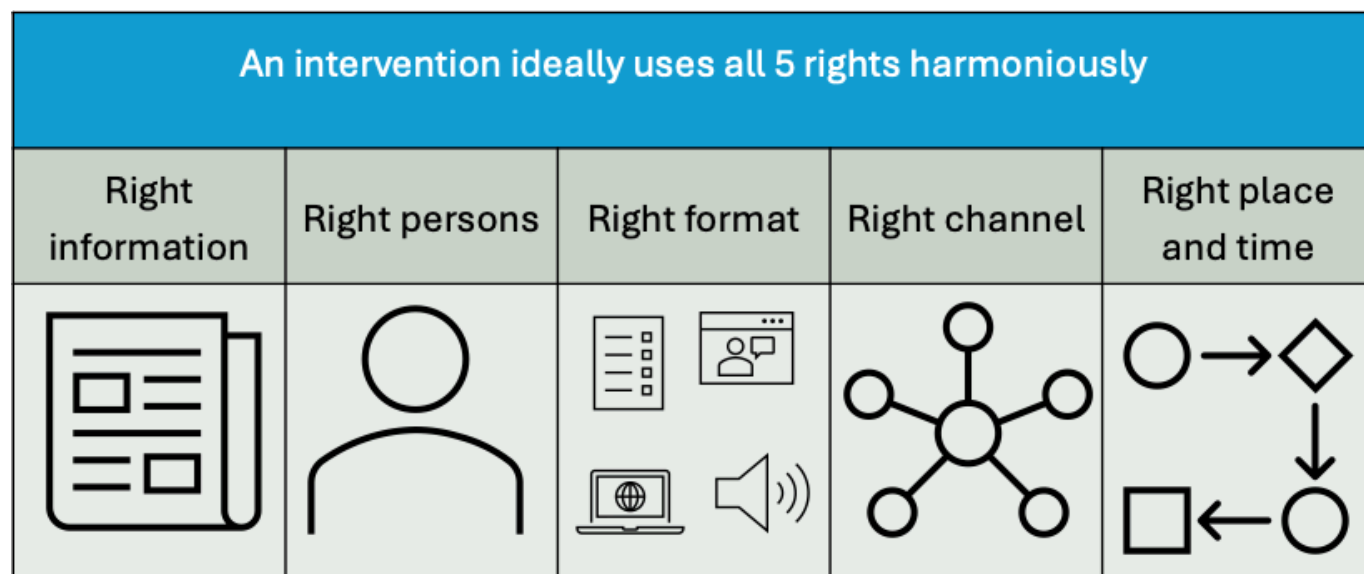 An intervention ideally uses all 5 rights harmoniously
Right
information
Right persons
Right format
Right channel
Right place
and time